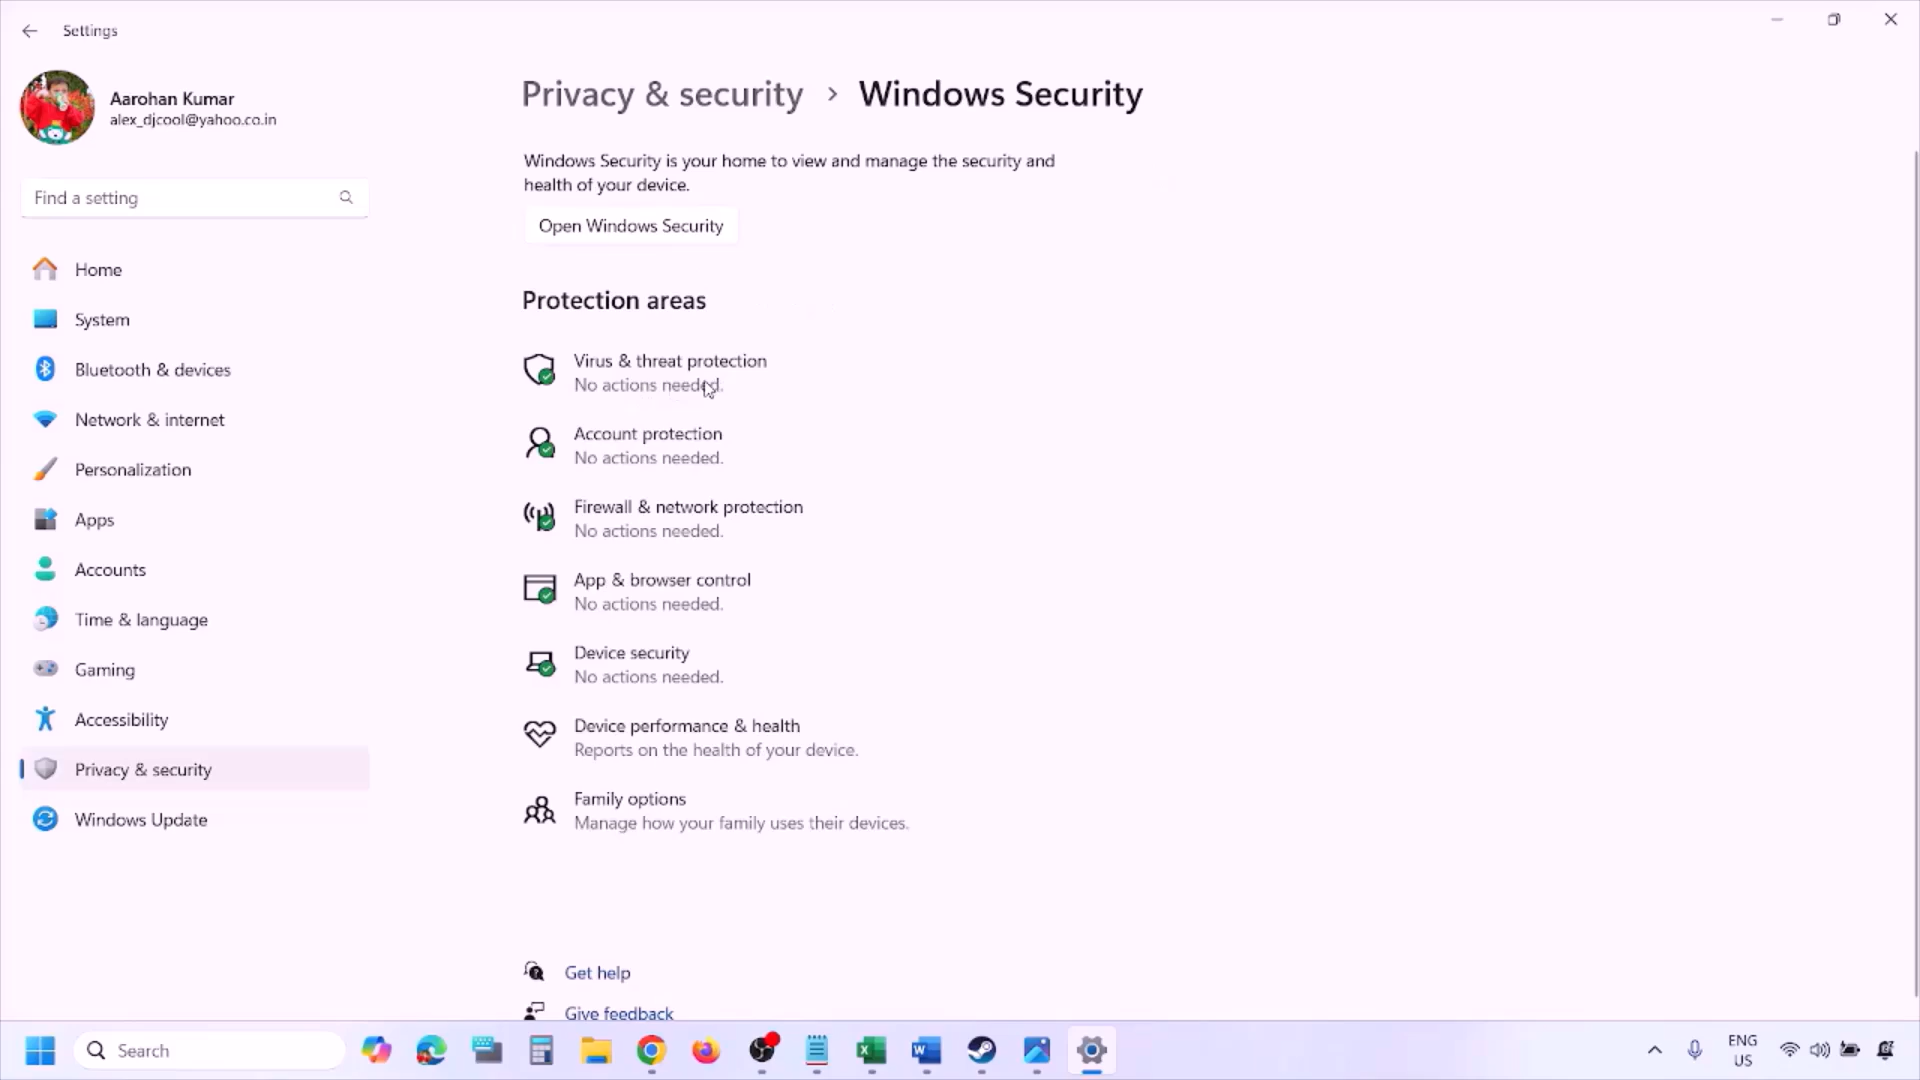 Settings
Aarohan Kumar
alex_djcool@yahoo.co.in
Find a setting
Home
System
Bluetooth & devices
Network & internet
Personalization
Apps
Accounts
Time & language
Gaming
Accessibility
Privacy & security
Windows Update
Privacy & security > Windows Security
Windows Security is your home to view and manage the security and
health of your device.
Open Windows Security
Protection areas
Virus & threat protection
No actions needed.
Account protection
No actions needed.
Firewall & network protection
No actions needed.
App & browser control
No actions needed.
Device security
No actions needed.
Device performance & health
Reports on the health of your device.
Family options
Manage how your family uses their devices.
Get help
Give feedback
Search
ENG
US